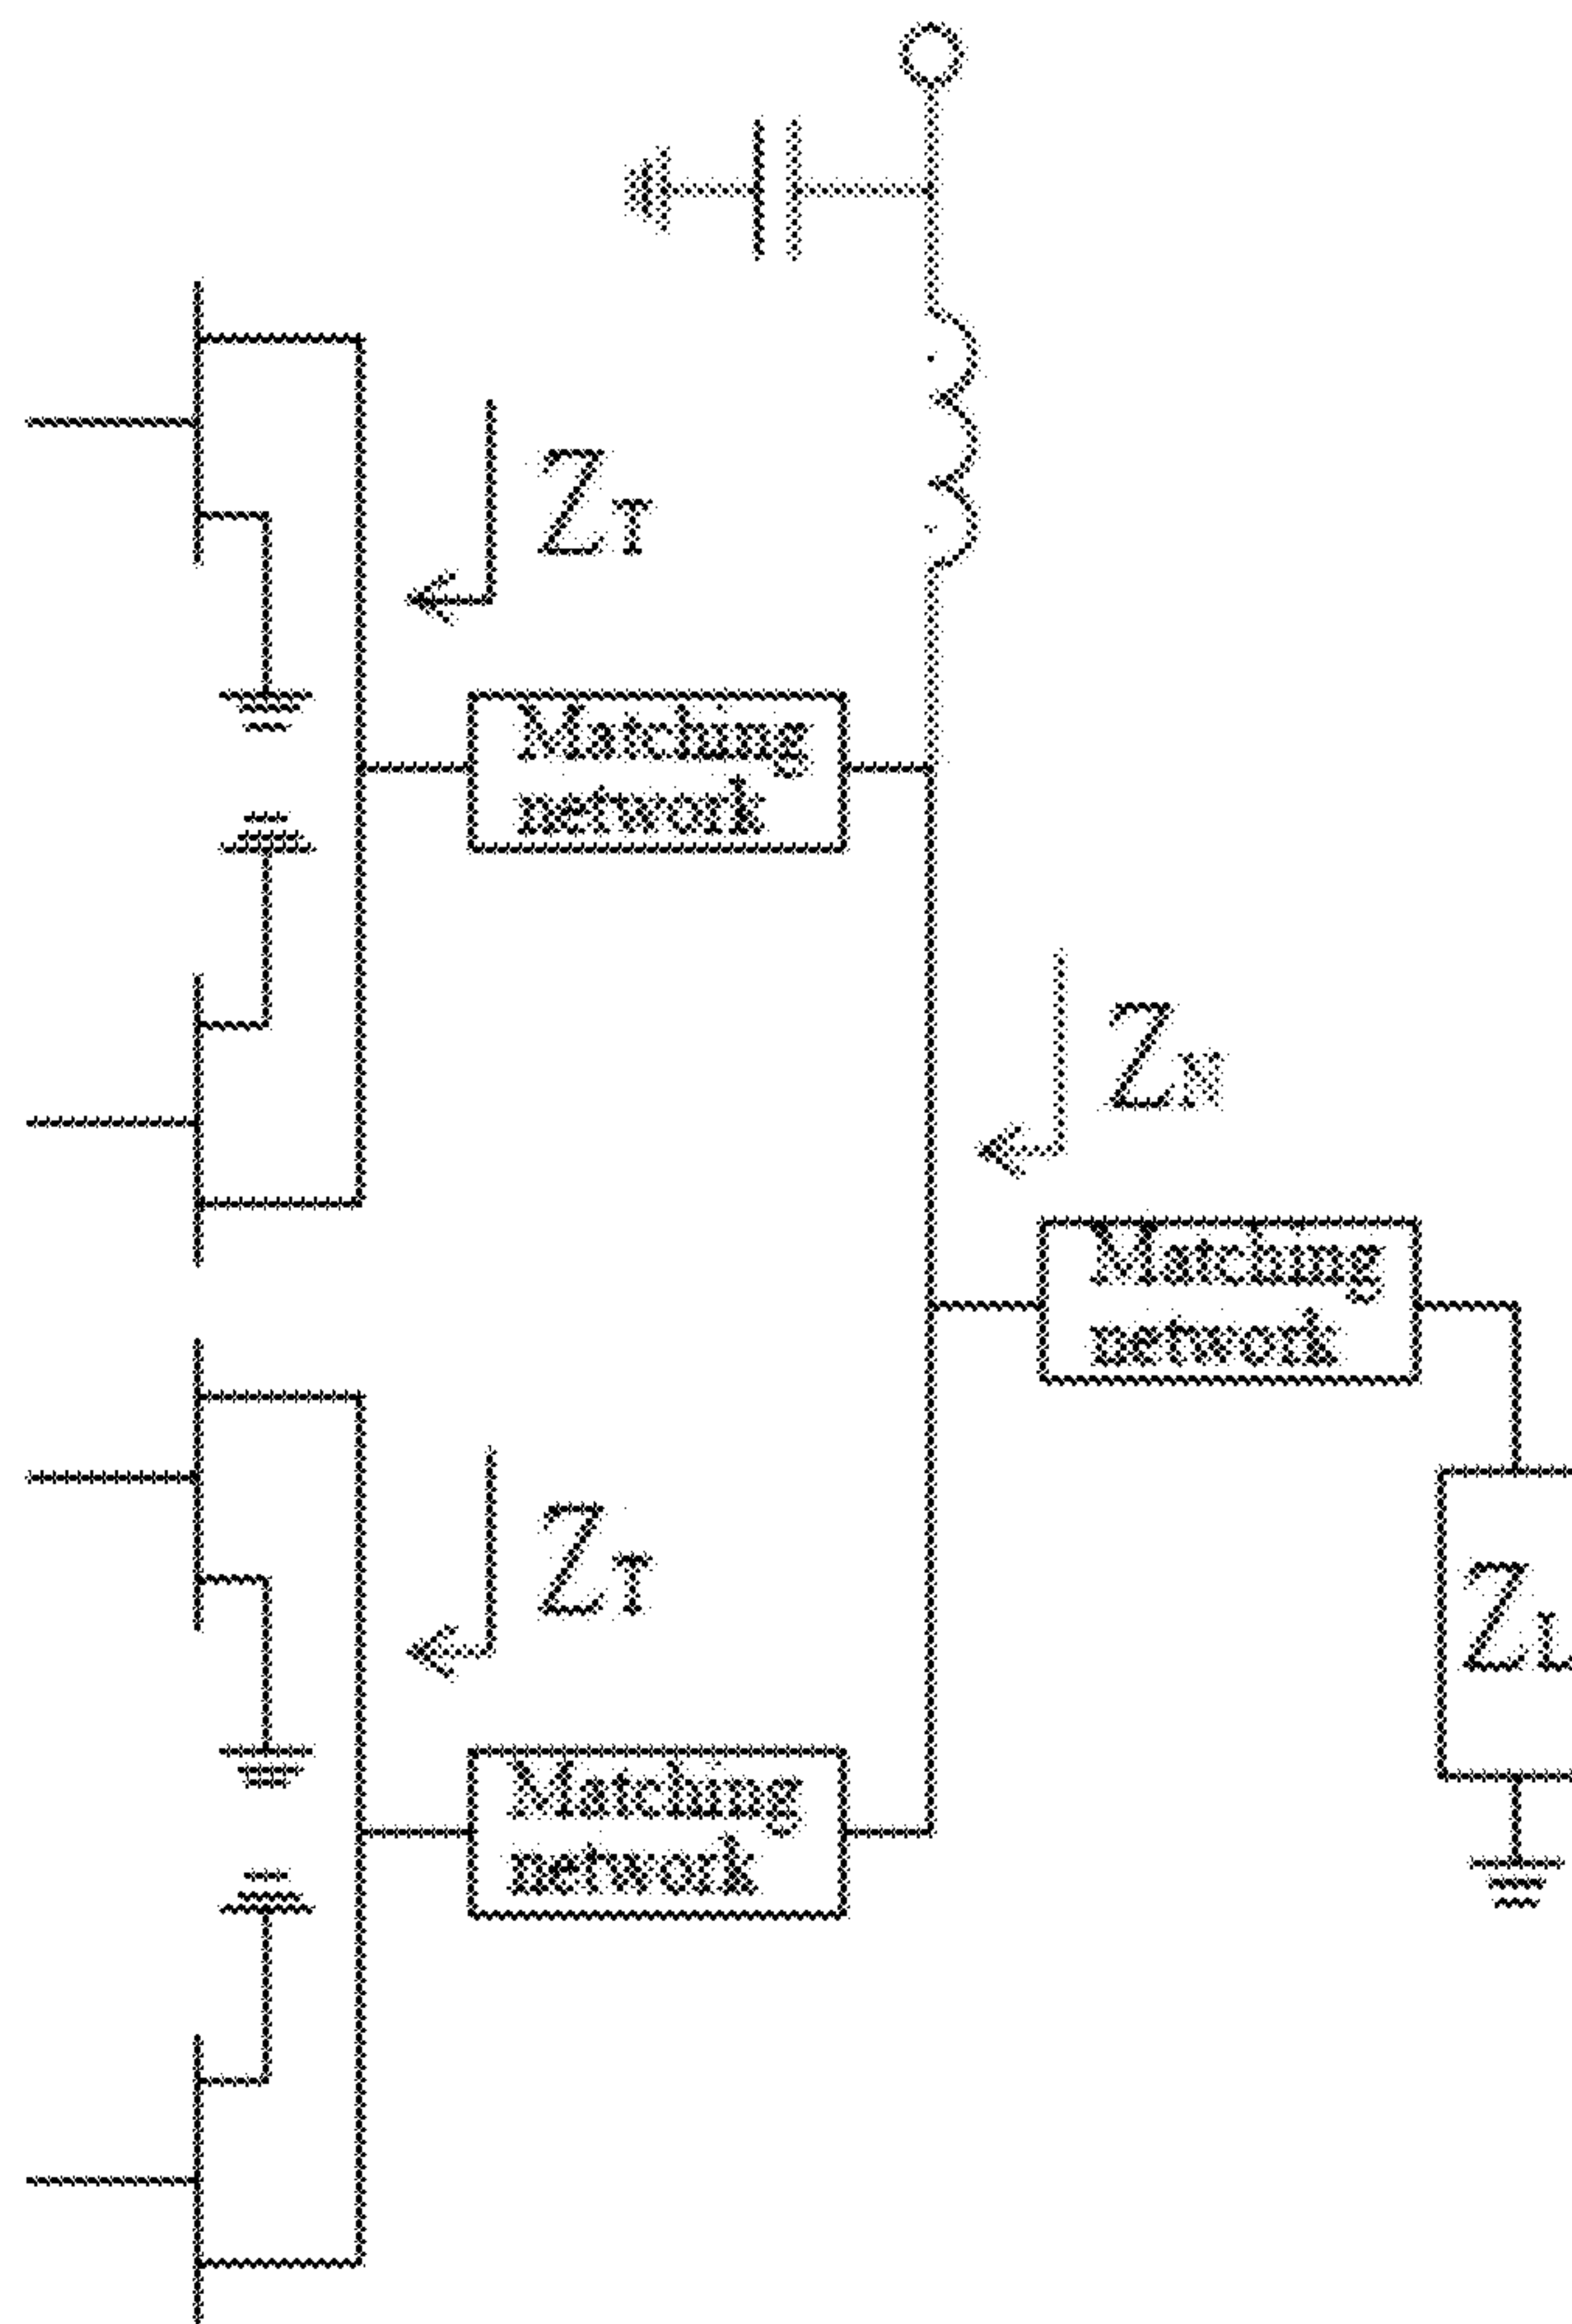 ZT
Matching
network
ZN
Matching
network
ZT
Matching
network
ZL